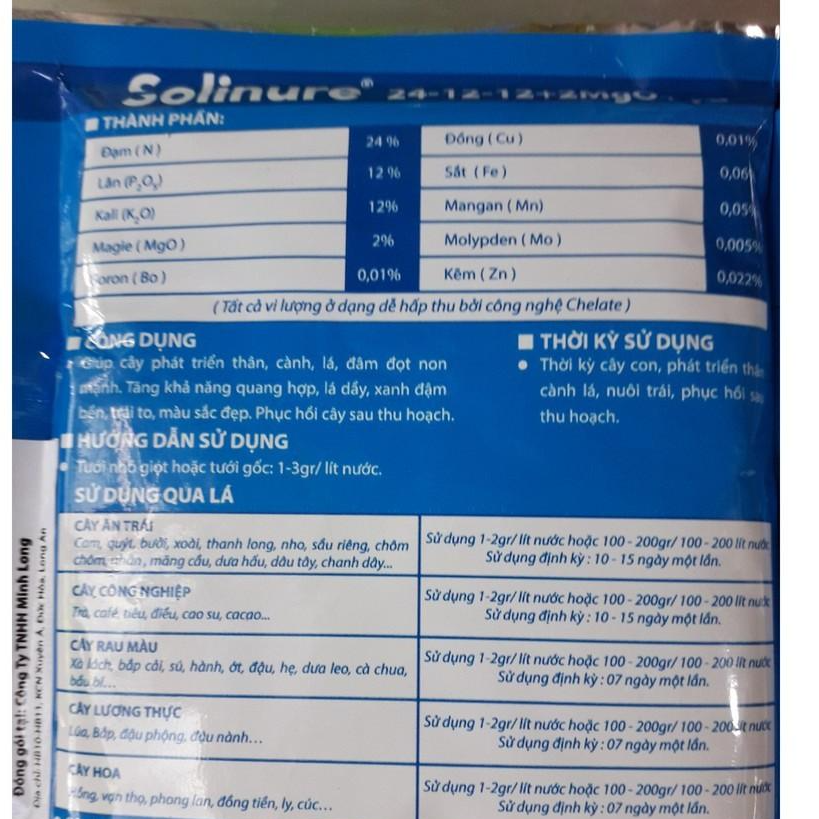 Solinure® 24-12-12+2MgO
■ THÀNH PHẦN:
Đạm ( N ) 24 %
Lân (P₂O₅) 12 %
Kali (K₂O) 12%
Magie ( MgO ) 2%
oron ( Bo ) 0,01%
Đồng ( Cu ) 0,01%
Sắt ( Fe ) 0,06
Mangan ( Mn) 0,05%
Molypden ( Mo ) 0,005%
Kẽm ( Zn ) 0,022%
( Tất cả vi lượng ở dạng dễ hấp thu bởi công nghệ Chelate )
■ CÔNG DỤNG
Giúp cây phát triển thân, cành, lá, đâm đọt non
mạnh. Tăng khả năng quang hợp, lá dầy, xanh đậm
bền, trái to, màu sắc đẹp. Phục hồi cây sau thu hoạch.
■ THỜI KỲ SỬ DỤNG
● Thời kỳ cây con, phát triển thân
cành lá, nuôi trái, phục hồi sau
thu hoạch.
■ HƯỚNG DẪN SỬ DỤNG
● Tưới nhỏ giọt hoặc tưới gốc: 1-3gr/ lít nước.
SỬ DỤNG QUA LÁ
CÂY ĂN TRÁI
Cam, quýt, bưởi, xoài, thanh long, nho, sầu riêng, chôm
chôm, nhãn, mãng cầu, dưa hấu, dâu tây, chanh dây...
Sử dụng 1-2gr/ lít nước hoặc 100 - 200gr/ 100 - 200 lít nước
Sử dụng định kỳ : 10 - 15 ngày một lần.
CÂY CÔNG NGHIỆP
Trà, café, tiêu, điều, cao su, cacao...
Sử dụng 1-2gr/ lít nước hoặc 100 - 200gr/ 100 - 200 lít nước
Sử dụng định kỳ : 10 - 15 ngày một lần.
CÂY RAU MÀU
Xà lách, bắp cải, sú, hành, ớt, đậu, hẹ, dưa leo, cà chua,
bầu bí...
Sử dụng 1-2gr/ lít nước hoặc 100 - 200gr/ 100 - 200 lít nước
Sử dụng định kỳ : 07 ngày một lần.
CÂY LƯƠNG THỰC
Lúa, Bắp, đậu phộng, đậu nành...
Sử dụng 1-2gr/ lít nước hoặc 100 - 200gr/ 100 - 200 lít nước
Sử dụng định kỳ : 07 ngày một lần.
CÂY HOA
Hồng, vạn thọ, phong lan, đồng tiền, ly, cúc...
Sử dụng 1-2gr/ lít nước hoặc 100 - 200gr/ 100 - 200 lít nước
Sử dụng định kỳ : 07 ngày một lần.
Đóng gói tại: Công Ty TNHH Minh Long
Địa chỉ: HB10-HB11, KCN Xuyên Á, Đức Hòa, Long An